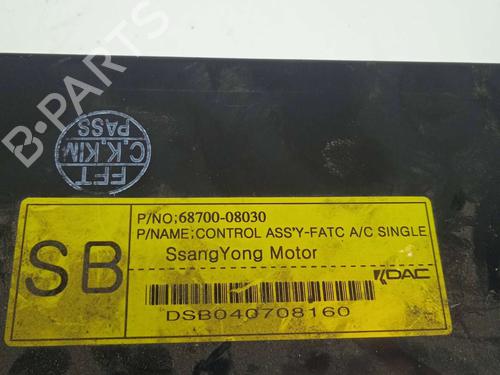 B-PARTS
FFT
C.K.KIM
PASS
P/NO;68700-08030
P/NAME;CONTROL ASS'Y-FATC A/C SINGLE
SB
SsangYong Motor
DAC
DSB040708160